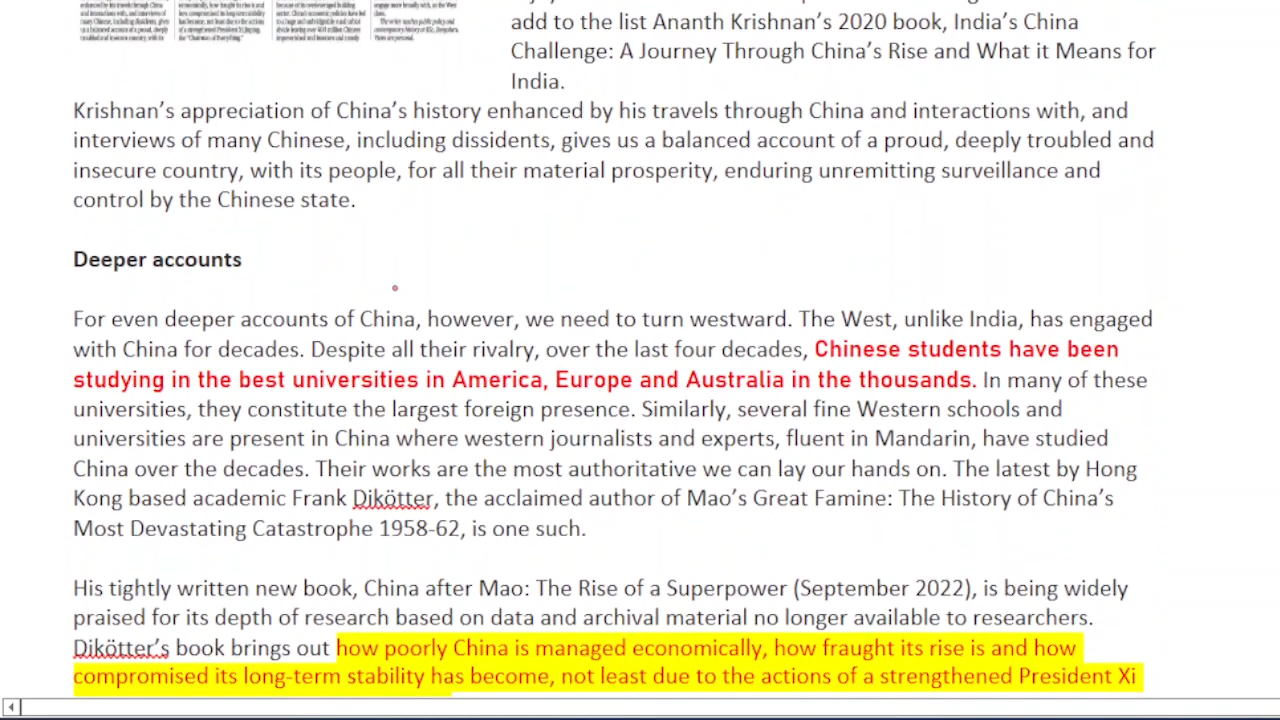 add to the list Ananth Krishnan's 2020 book, India's China
Challenge: A Journey Through China's Rise and What it Means for
India.
Krishnan's appreciation of China's history enhanced by his travels through China and interactions with, and
interviews of many Chinese, including dissidents, gives us a balanced account of a proud, deeply troubled and
insecure country, with its people, for all their material prosperity, enduring unremitting surveillance and
control by the Chinese state.
Deeper accounts
For even deeper accounts of China, however, we need to turn westward. The West, unlike India, has engaged
with China for decades. Despite all their rivalry, over the last four decades, Chinese students have been
studying in the best universities in America, Europe and Australia in the thousands. In many of these
universities, they constitute the largest foreign presence. Similarly, several fine Western schools and
universities are present in China where western journalists and experts, fluent in Mandarin, have studied
China over the decades. Their works are the most authoritative we can lay our hands on. The latest by Hong
Kong based academic Frank Dikötter, the acclaimed author of Mao's Great Famine: The History of China's
Most Devastating Catastrophe 1958-62, is one such.
His tightly written new book, China after Mao: The Rise of a Superpower (September 2022), is being widely
praised for its depth of research based on data and archival material no longer available to researchers.
Dikötter's book brings out how poorly China is managed economically, how fraught its rise is and how
compromised its long-term stability has become, not least due to the actions of a strengthened President Xi